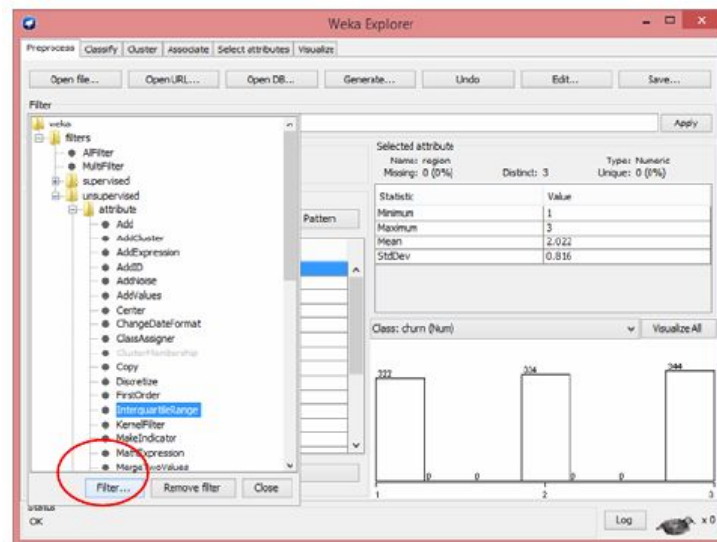 Weka Explorer
Preprocess Classify Cluster Associate Select attributes Visualize
Open file... Open URL... Open DB... Generate... Undo Edit... Save...
Filter
Apply
weka
filters
AllFilter
MultiFilter
supervised
unsupervised
attribute
Add
AddCluster
AddExpression
AddID
AddNoise
AddValues
Center
ChangeDateFormat
ClassAssigner
ClusterMembership
Copy
Discretize
FirstOrder
InterquartileRange
KernelFilter
MakeIndicator
MathExpression
MergeTwoValues
Filter... Remove filter Close
Pattern
Selected attribute
Name: region Type: Numeric
Missing: 0 (0%) Distinct: 3 Unique: 0 (0%)
Statistic Value
Minimum 1
Maximum 3
Mean 2.022
StdDev 0.816
Class: churn (Num) Visualize All
322 334 344
0 0 0 0 0 0
1 2 3
Status
OK
Log x 0